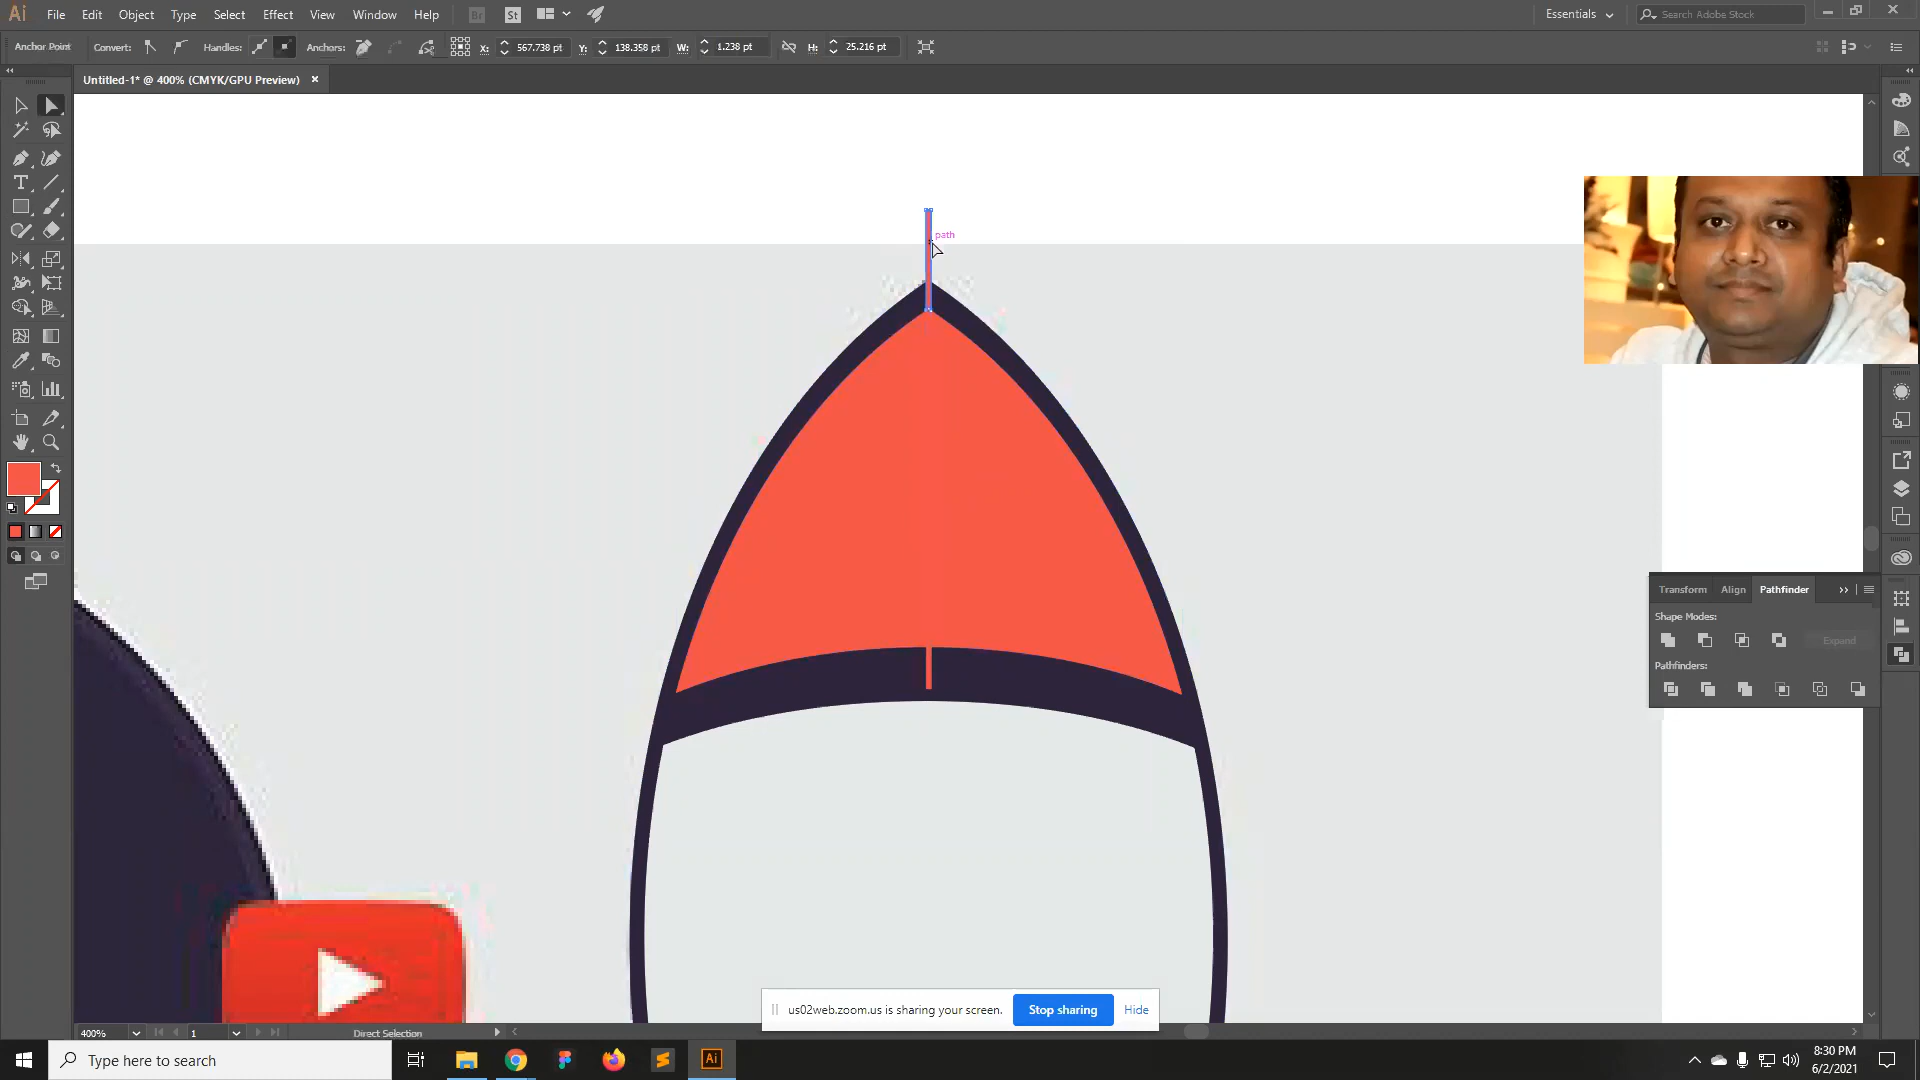 Ai File Edit Object Type Select Effect View Window Help Br St Essentials Search Adobe Stock
Anchor Point Convert: Handles: Anchors: X: 567.738 pt Y: 138.358 pt W: 1.238 pt H: 25.216 pt
Untitled-1* @ 400% (CMYK/GPU Preview) ×
path
Transform Align Pathfinder
Shape Modes:
Expand
Pathfinders:
us02web.zoom.us is sharing your screen. Stop sharing Hide
400% 1 Direct Selection
Type here to search Ai
8:30 PM
6/2/2021